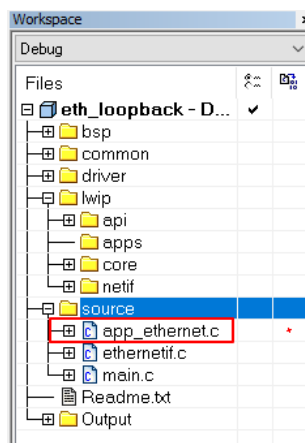 Workspace
Debug
Files
eth_loopback - D...
bsp
common
driver
lwip
api
apps
core
netif
source
app_ethernet.c
ethernetif.c
main.c
Readme.txt
Output